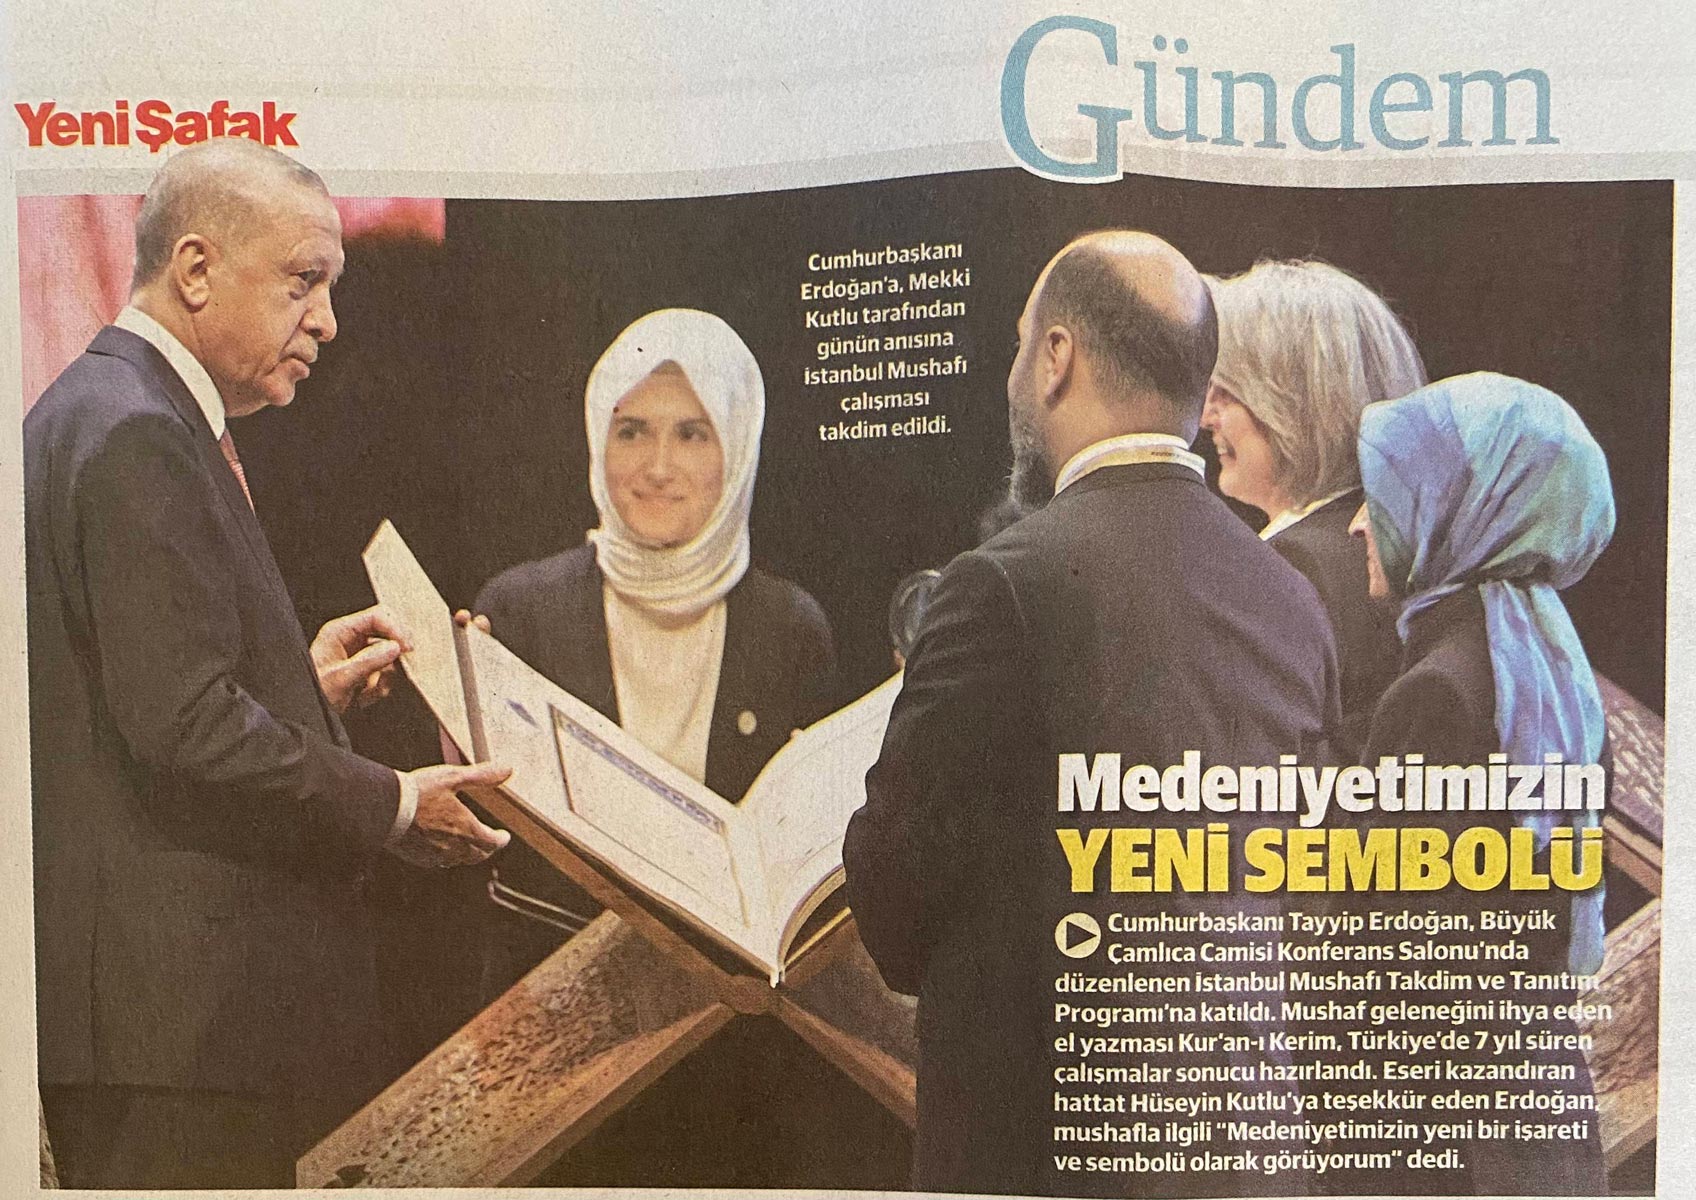 Yeni Şafak
Gündem
Cumhurbaşkanı
Erdoğan'a, Mekki
Kutlu tarafından
günün anısına
İstanbul Mushafı
çalışması
takdim edildi.
Medeniyetimizin
YENİ SEMBOLÜ
Cumhurbaşkanı Tayyip Erdoğan, Büyük
Çamlıca Camisi Konferans Salonu'nda
düzenlenen İstanbul Mushafı Takdim ve Tanıtım
Programı'na katıldı. Mushaf geleneğini ihya eden
el yazması Kur'an-ı Kerim, Türkiye'de 7 yıl süren
çalışmalar sonucu hazırlandı. Eseri kazandıran
hattat Hüseyin Kutlu'ya teşekkür eden Erdoğan,
mushafla ilgili "Medeniyetimizin yeni bir işareti
ve sembolü olarak görüyorum" dedi.